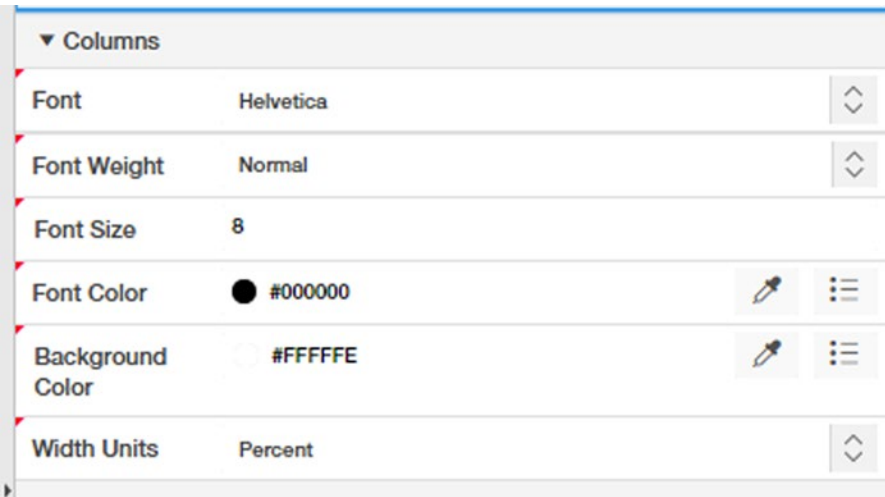 Columns
Font Helvetica
Font Weight Normal
Font Size 8
Font Color #000000
Background #FFFFFE
Color
Width Units Percent